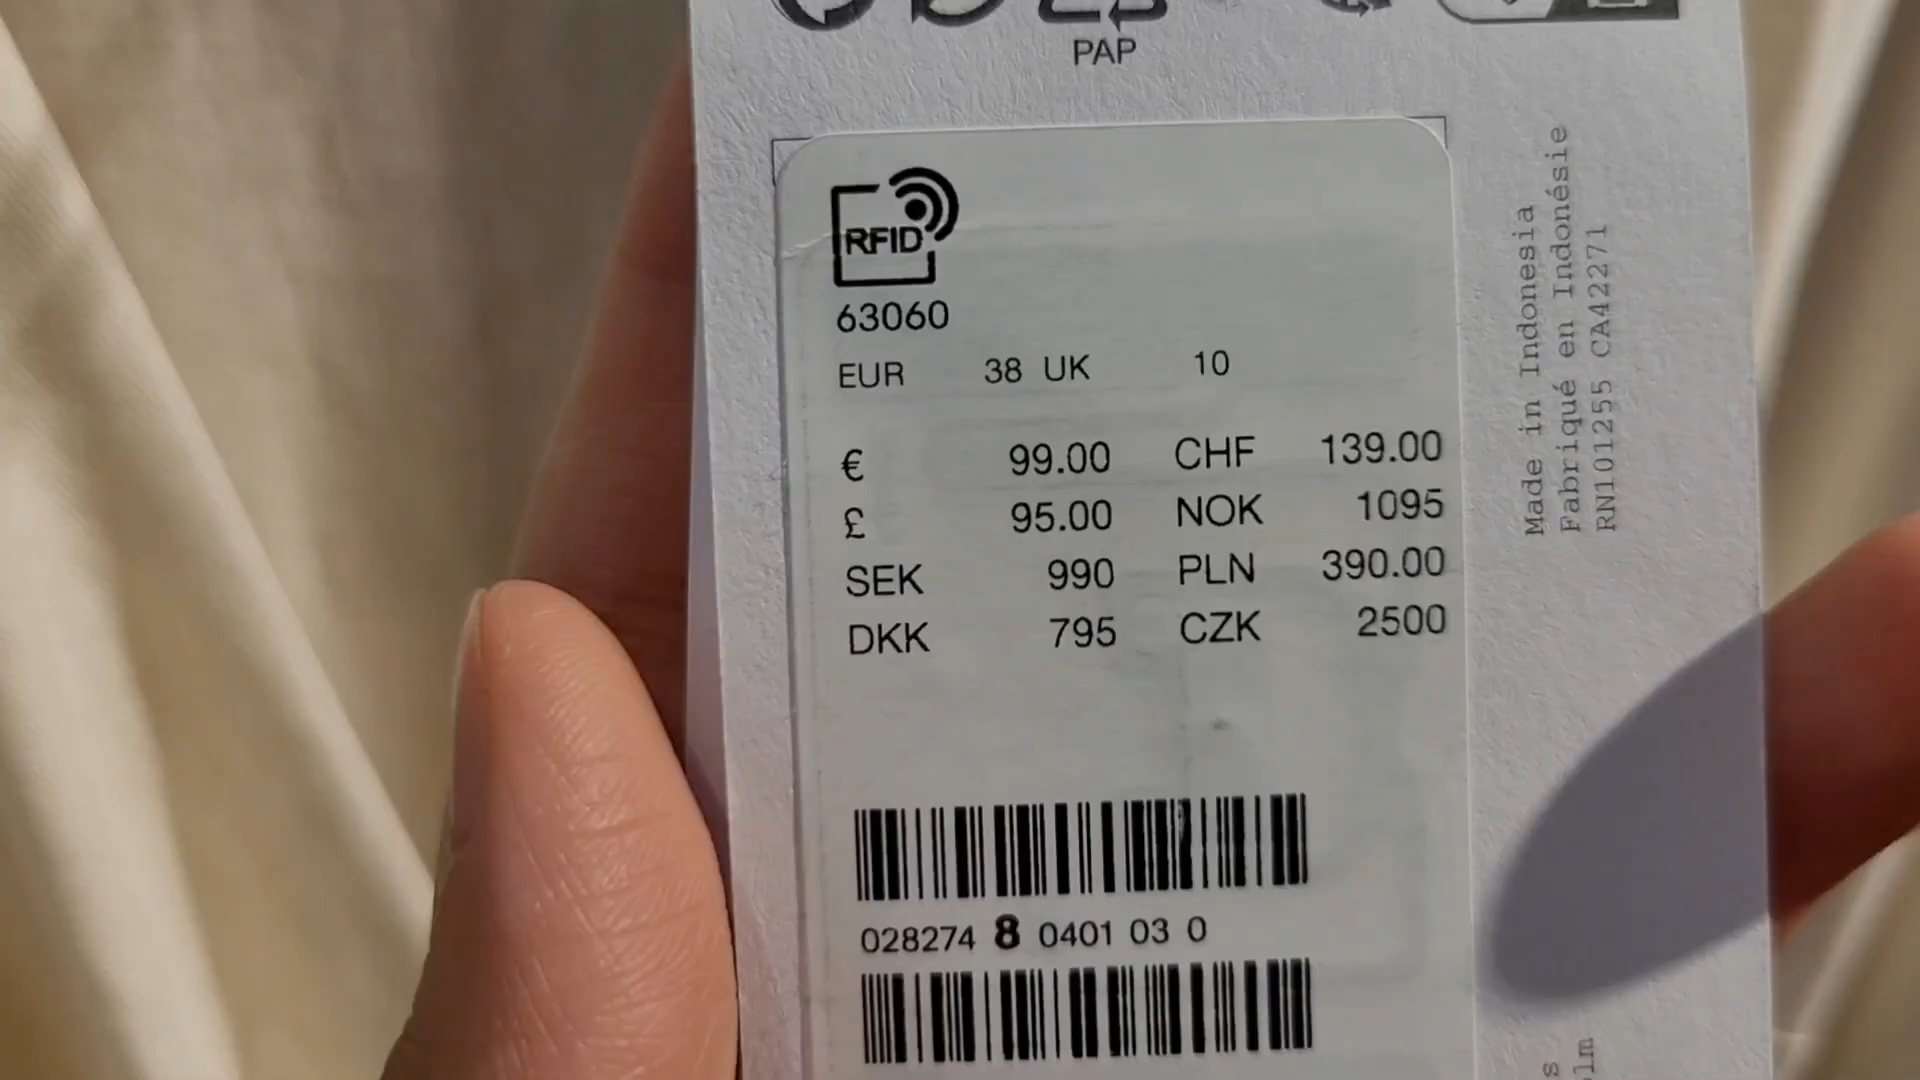 PAP
RFID
63060
EUR 38 UK 10
€ 99.00 CHF 139.00
£ 95.00 NOK 1095
SEK 990 PLN 390.00
DKK 795 CZK 2500
028274 8 0401 03 0
Made in Indonesia
Fabriqué en Indonésie
RN101255 CA42271